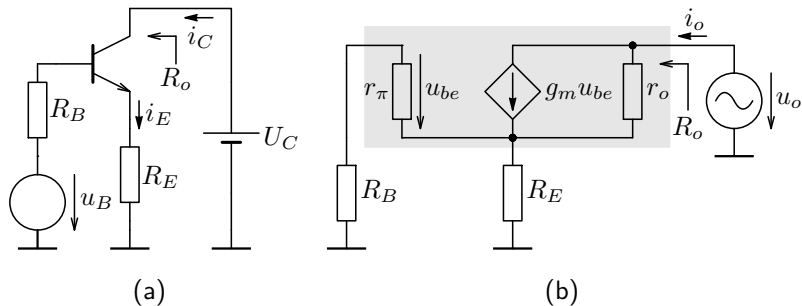 i_C
R_o
R_B
i_E
U_C
R_E
u_B
(a)
i_o
r_π
u_be
g_m u_be
r_o
R_o
u_o
R_B
R_E
(b)